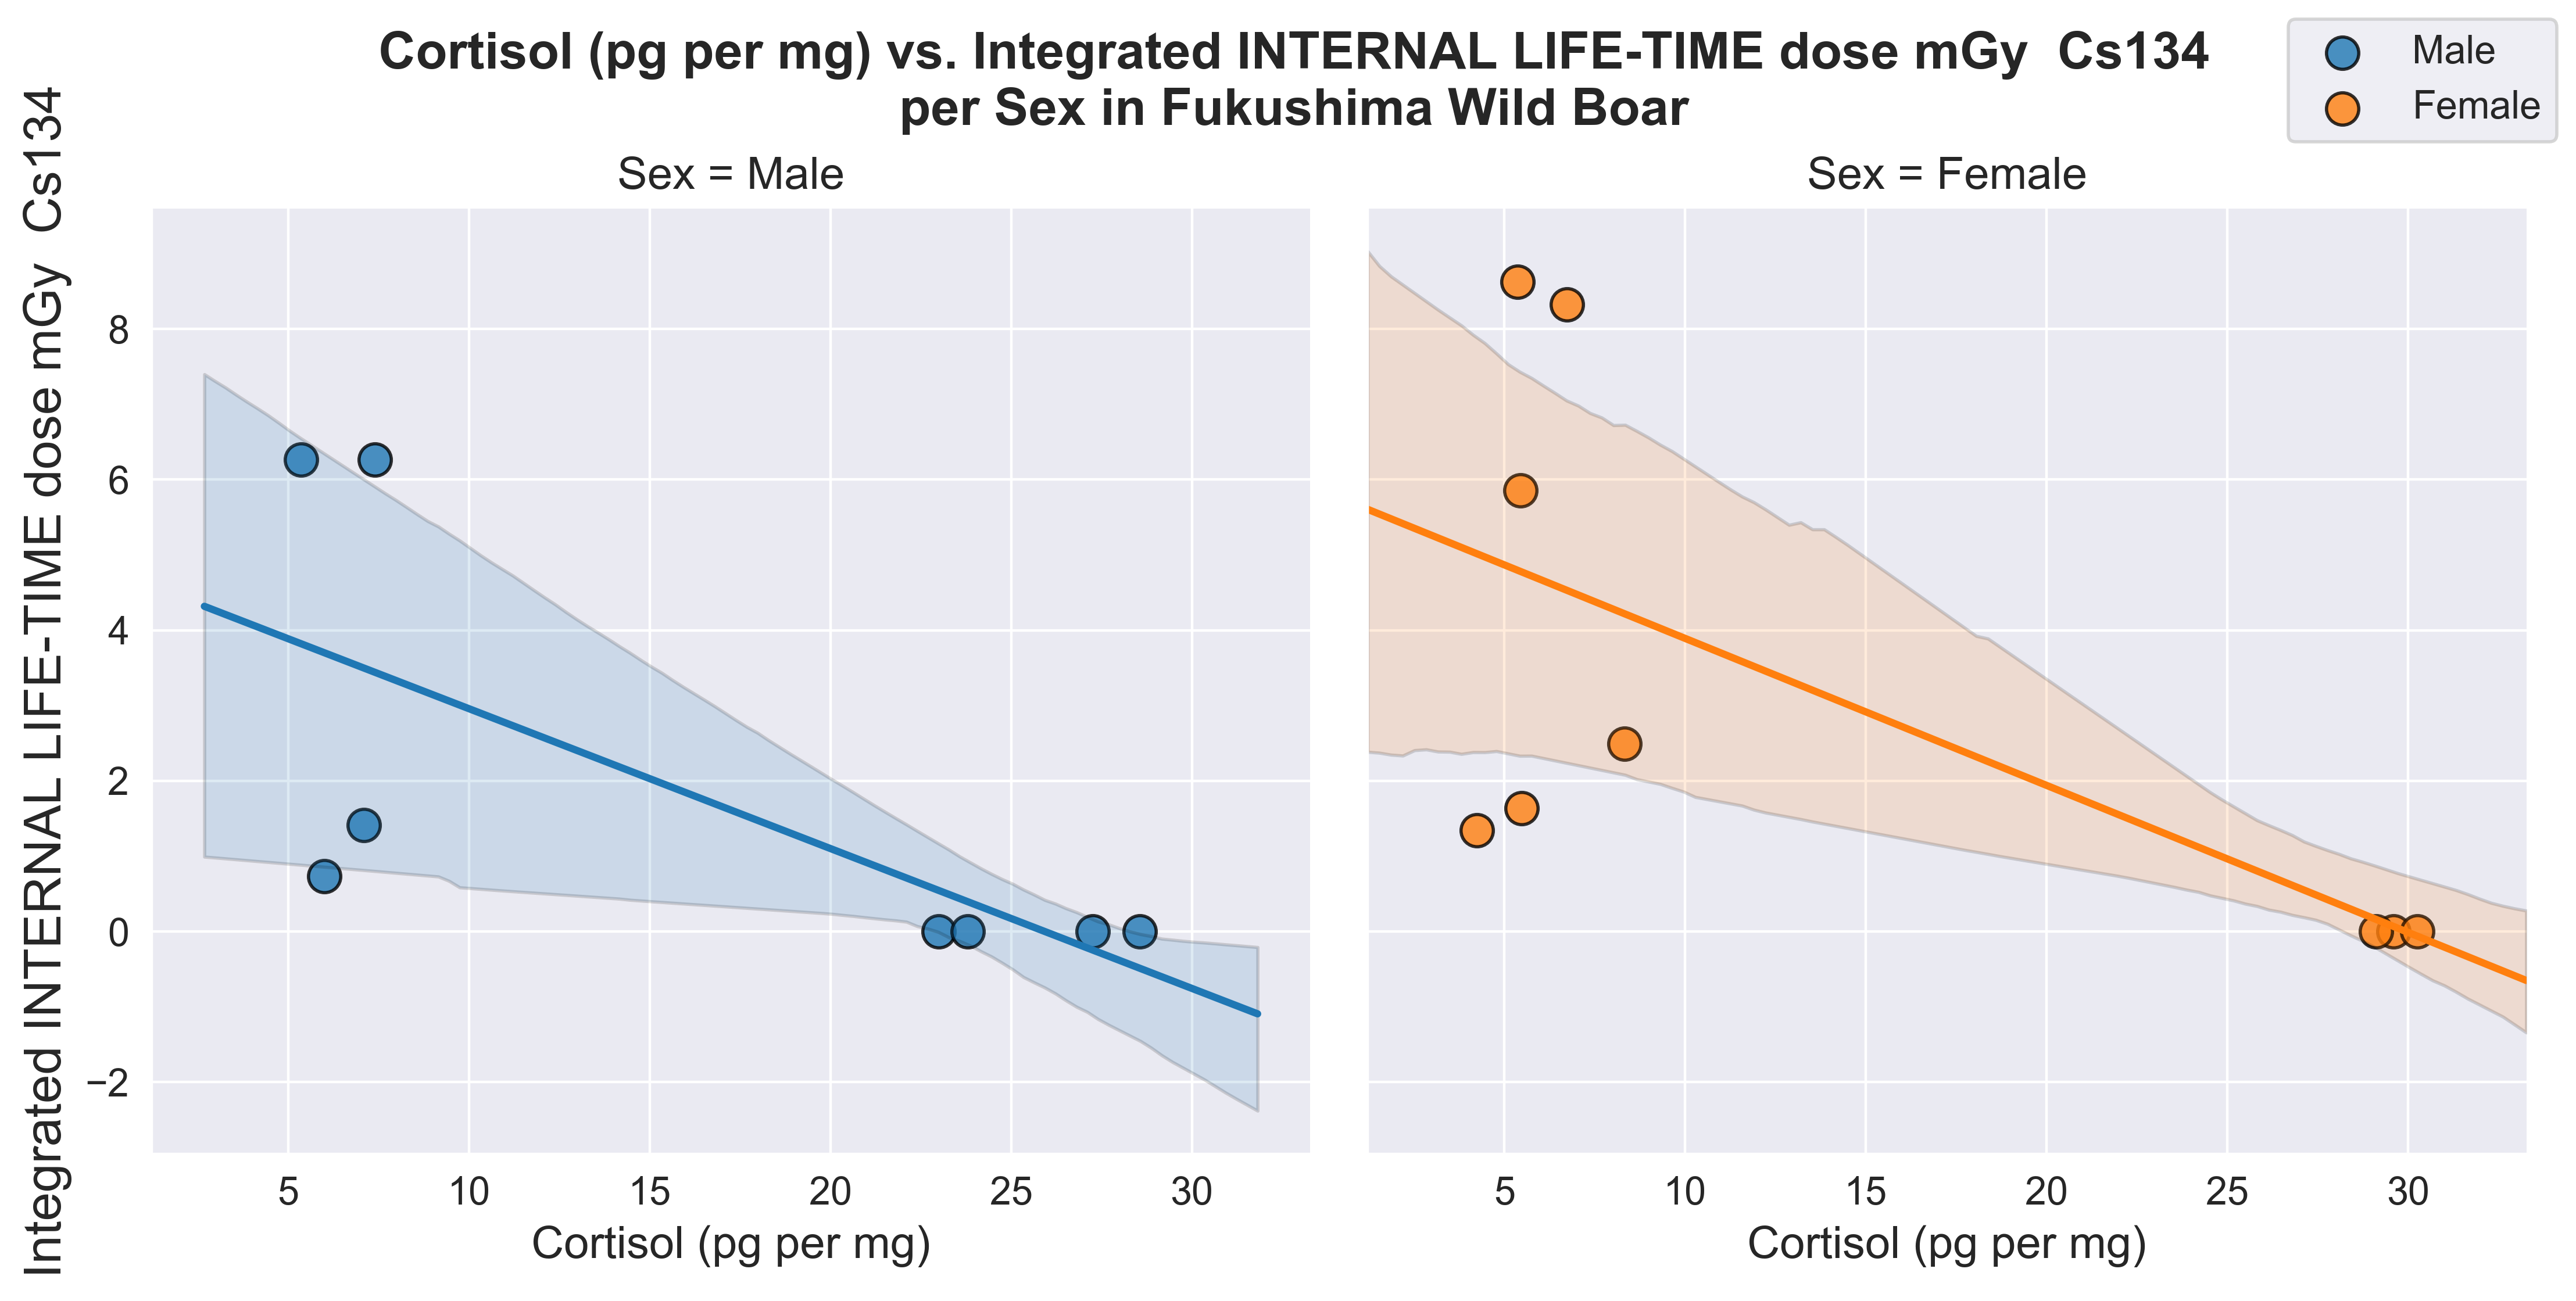 Cortisol (pg per mg) vs. Integrated INTERNAL LIFE-TIME dose mGy  Cs134
per Sex in Fukushima Wild Boar
Male
Female
Integrated INTERNAL LIFE-TIME dose mGy  Cs134
Sex = Male
Sex = Female
8
6
4
2
0
−2
5 10 15 20 25 30
5 10 15 20 25 30
Cortisol (pg per mg)
Cortisol (pg per mg)